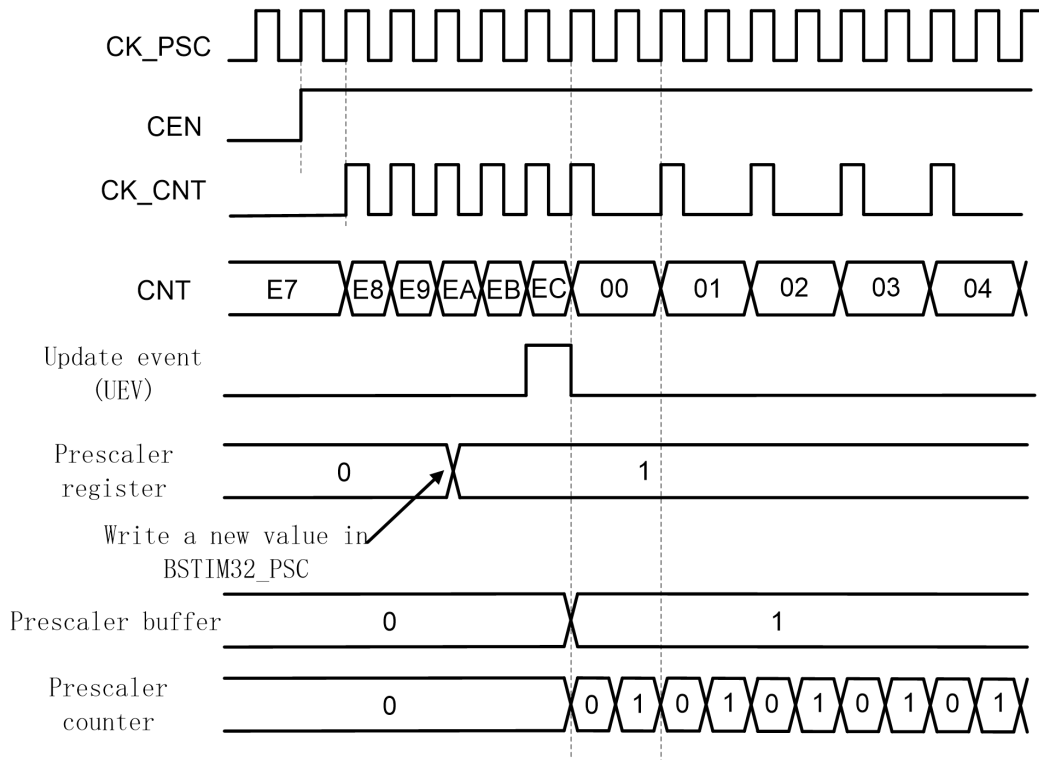 CK_PSC
CEN
CK_CNT
CNT E7 E8 E9 EA EB EC 00 01 02 03 04
Update event
(UEV)
Prescaler
register
0 1
Write a new value in
BSTIM32_PSC
Prescaler buffer 0 1
Prescaler
counter
0 0 1 0 1 0 1 0 1 0 1